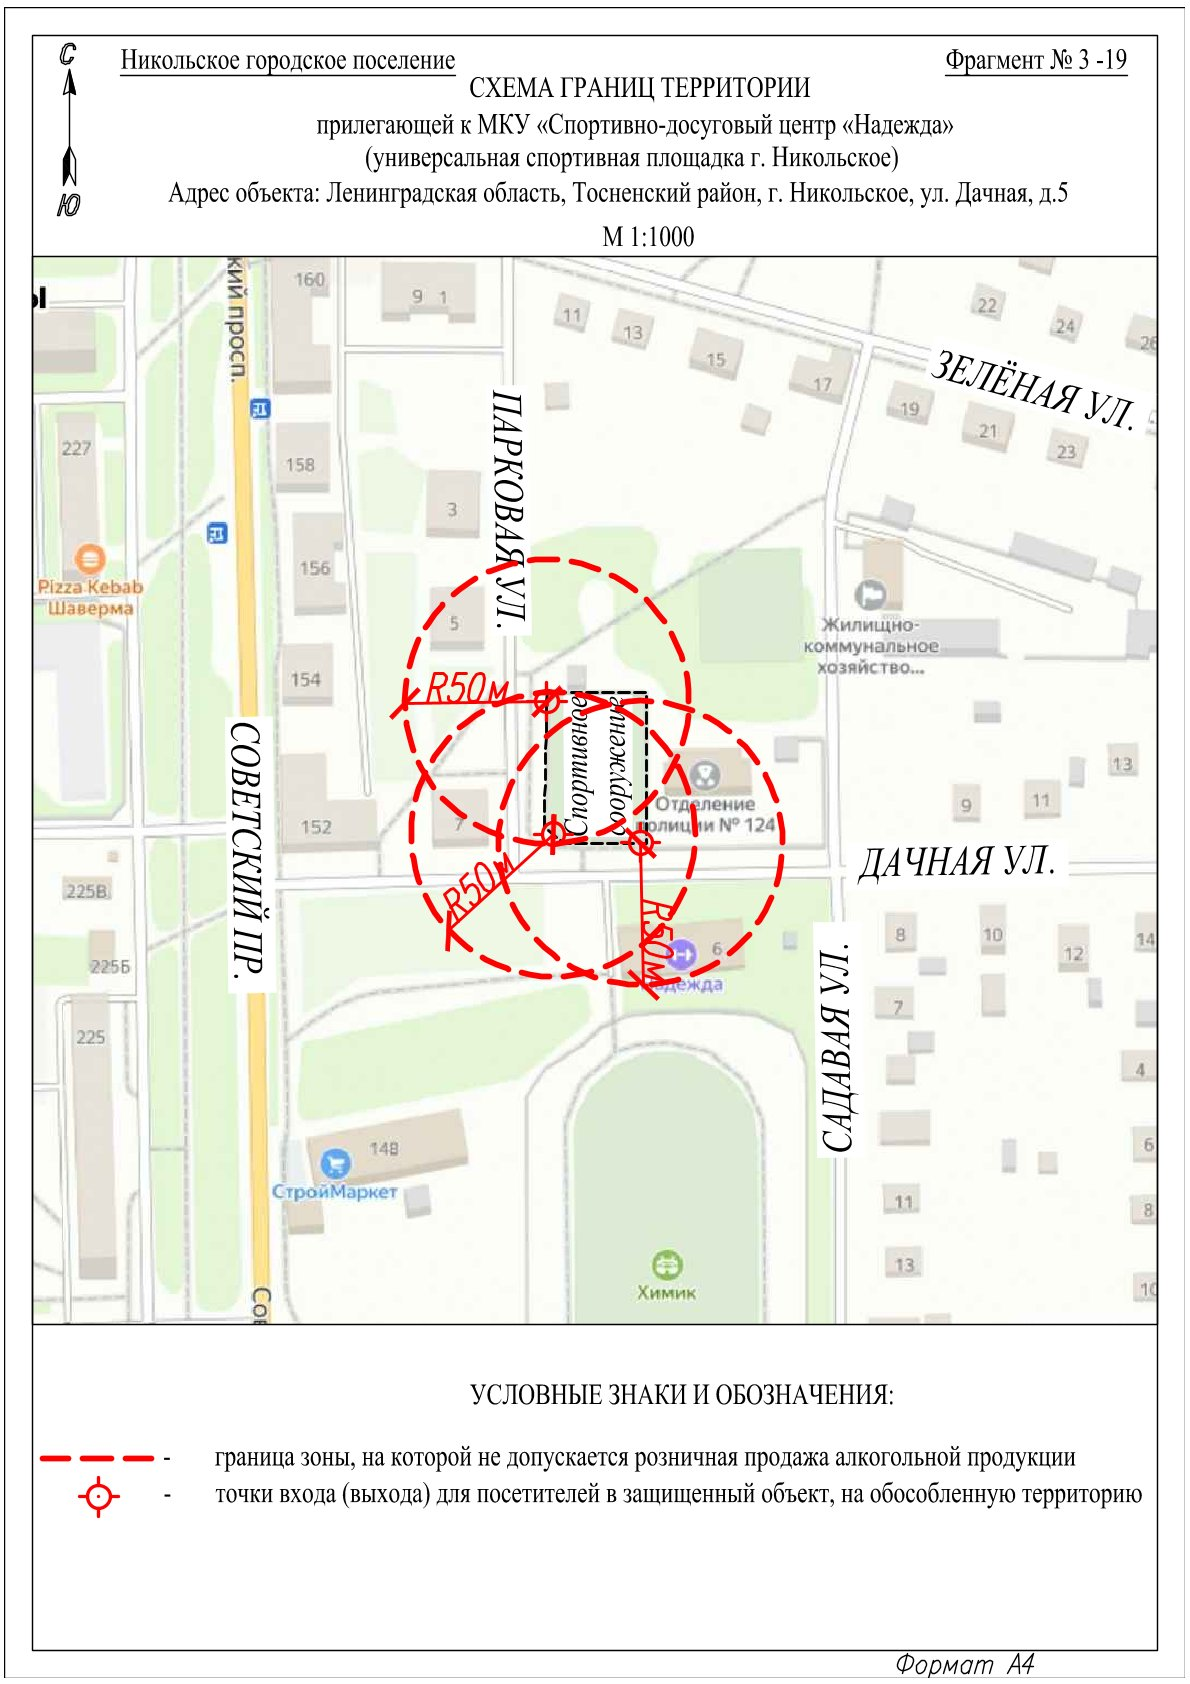 С
Ю
Никольское городское поселение
Фрагмент № 3 -19
СХЕМА ГРАНИЦ ТЕРРИТОРИИ
прилегающей к МКУ «Спортивно-досуговый центр «Надежда»
(универсальная спортивная площадка г. Никольское)
Адрес объекта: Ленинградская область, Тосненский район, г. Никольское, ул. Дачная, д.5
М 1:1000
ы
кий просп.
160
9 1
11
13
15
17
22
24
26
19
21
23
ЗЕЛЁНАЯ УЛ.
ПАРКОВАЯ УЛ.
227
158
3
156
Pizza Kebab
Шаверма
5
154
Жилищно-
коммунальное
хозяйство...
R50м
Спортивное
сооружение
СОВЕТСКИЙ ПР.
152
7
Отделение
полиции № 124
13
9
11
R50м
ДАЧНАЯ УЛ.
225В
225Б
225
R50м
6
8
10
12
14
7
САДАВАЯ УЛ.
4
6
8
10
11
13
14В
СтройМаркет
Химик
Сов
УСЛОВНЫЕ ЗНАКИ И ОБОЗНАЧЕНИЯ:
- граница зоны, на которой не допускается розничная продажа алкогольной продукции
- точки входа (выхода) для посетителей в защищенный объект, на обособленную территорию
Формат А4